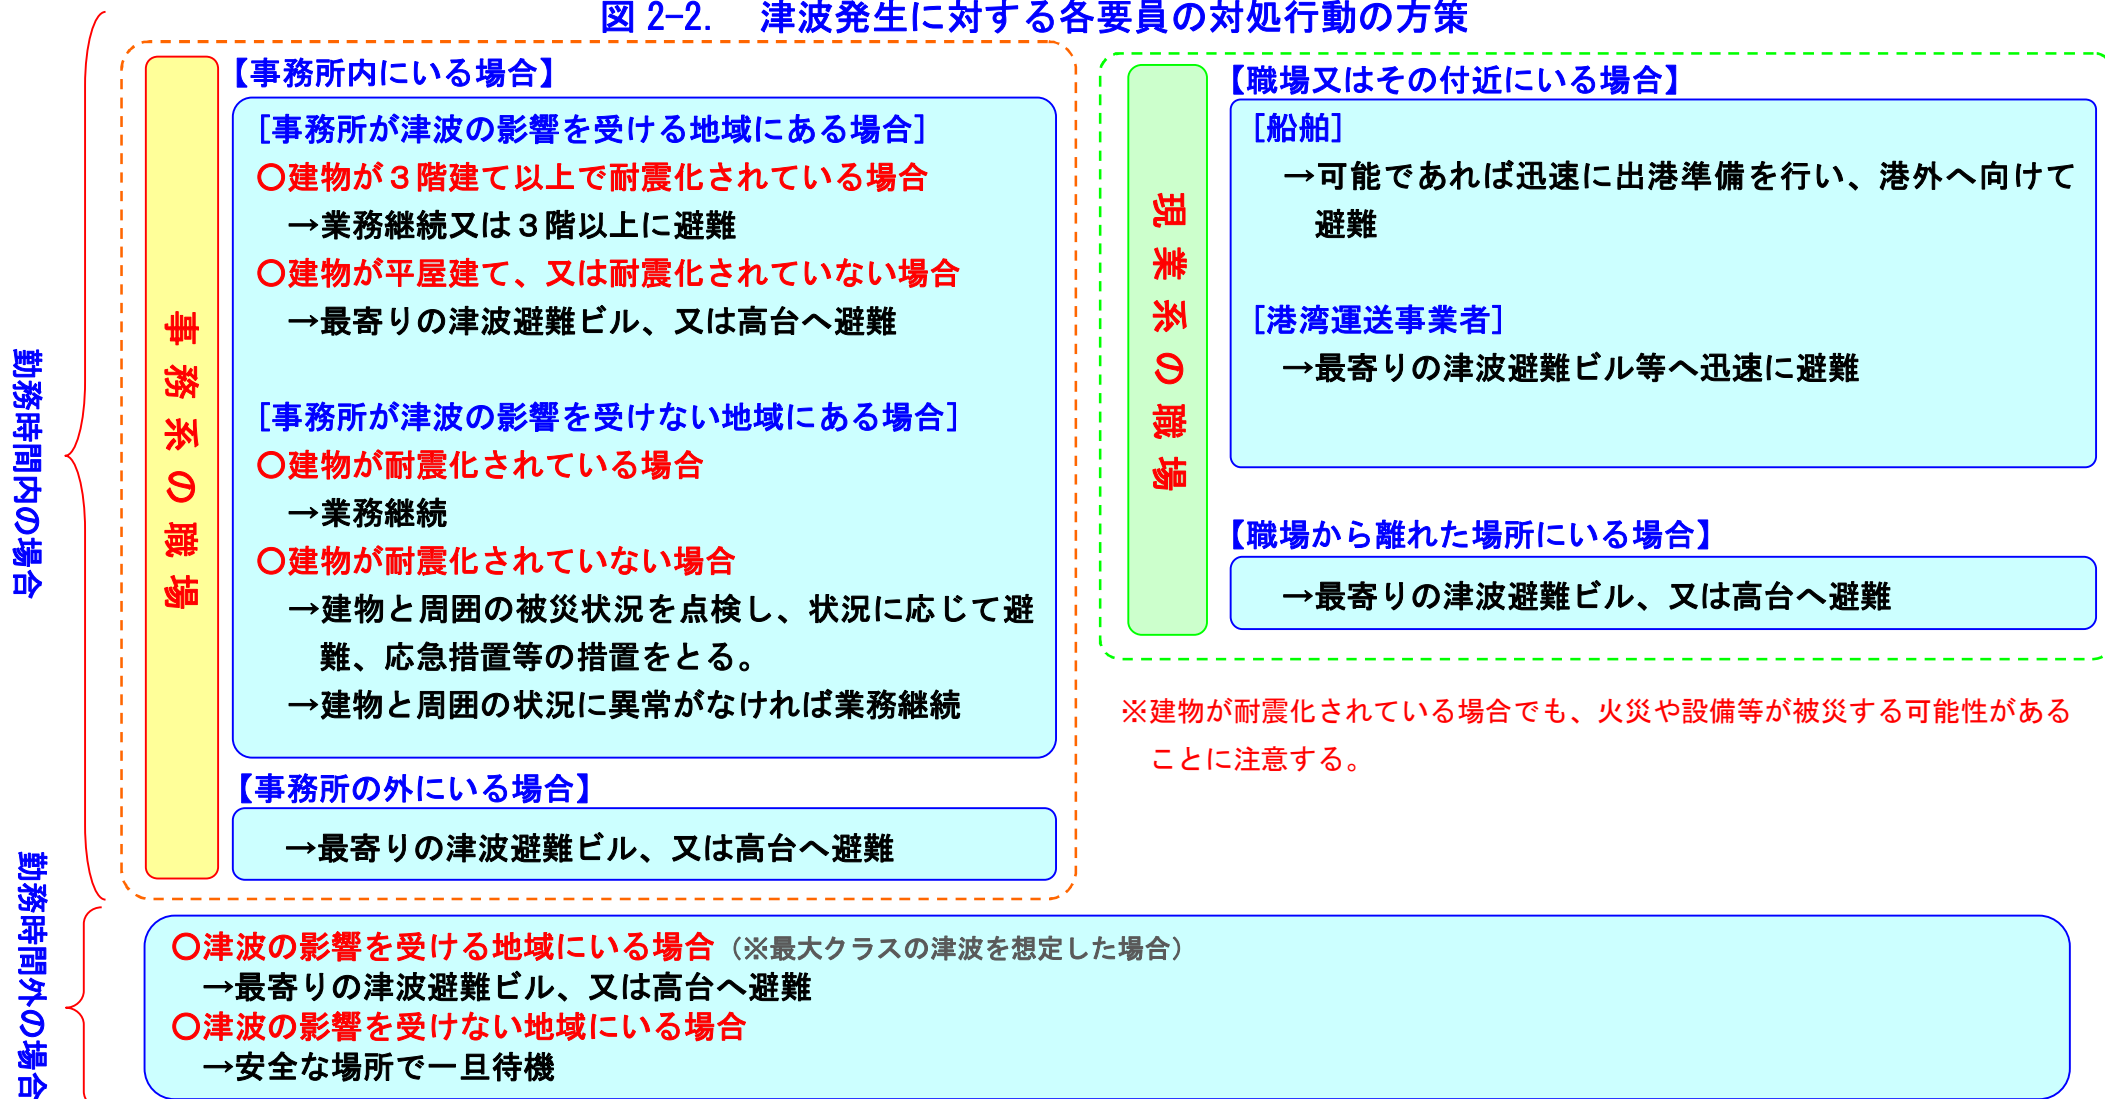 図 2-2.　津波発生に対する各要員の対処行動の方策
勤務時間内の場合
事務系の職場
【事務所内にいる場合】
[事務所が津波の影響を受ける地域にある場合]
○建物が３階建て以上で耐震化されている場合
→業務継続又は３階以上に避難
○建物が平屋建て、又は耐震化されていない場合
→最寄りの津波避難ビル、又は高台へ避難
[事務所が津波の影響を受けない地域にある場合]
○建物が耐震化されている場合
→業務継続
○建物が耐震化されていない場合
→建物と周囲の被災状況を点検し、状況に応じて避
難、応急措置等の措置をとる。
→建物と周囲の状況に異常がなければ業務継続
【事務所の外にいる場合】
→最寄りの津波避難ビル、又は高台へ避難
現業系の職場
【職場又はその付近にいる場合】
[船舶]
→可能であれば迅速に出港準備を行い、港外へ向けて
避難
[港湾運送事業者]
→最寄りの津波避難ビル等へ迅速に避難
【職場から離れた場所にいる場合】
→最寄りの津波避難ビル、又は高台へ避難
※建物が耐震化されている場合でも、火災や設備等が被災する可能性がある
ことに注意する。
勤務時間外の場合
○津波の影響を受ける地域にいる場合（※最大クラスの津波を想定した場合）
→最寄りの津波避難ビル、又は高台へ避難
○津波の影響を受けない地域にいる場合
→安全な場所で一旦待機